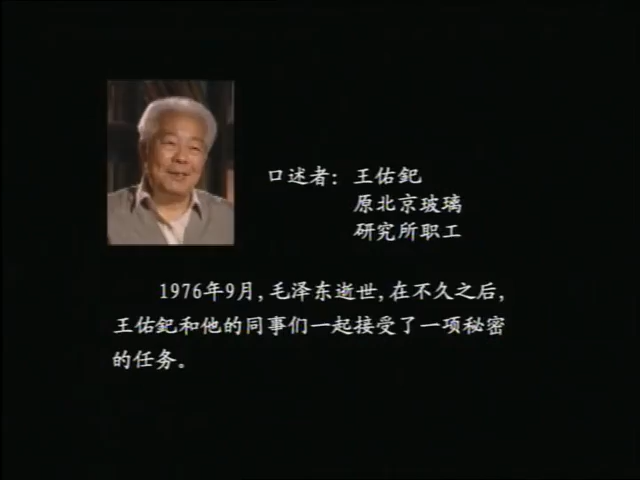 口述者：王佑釲
原北京玻璃
研究所职工
1976年9月,毛泽东逝世,在不久之后,
王佑釲和他的同事们一起接受了一项秘密
的任务。